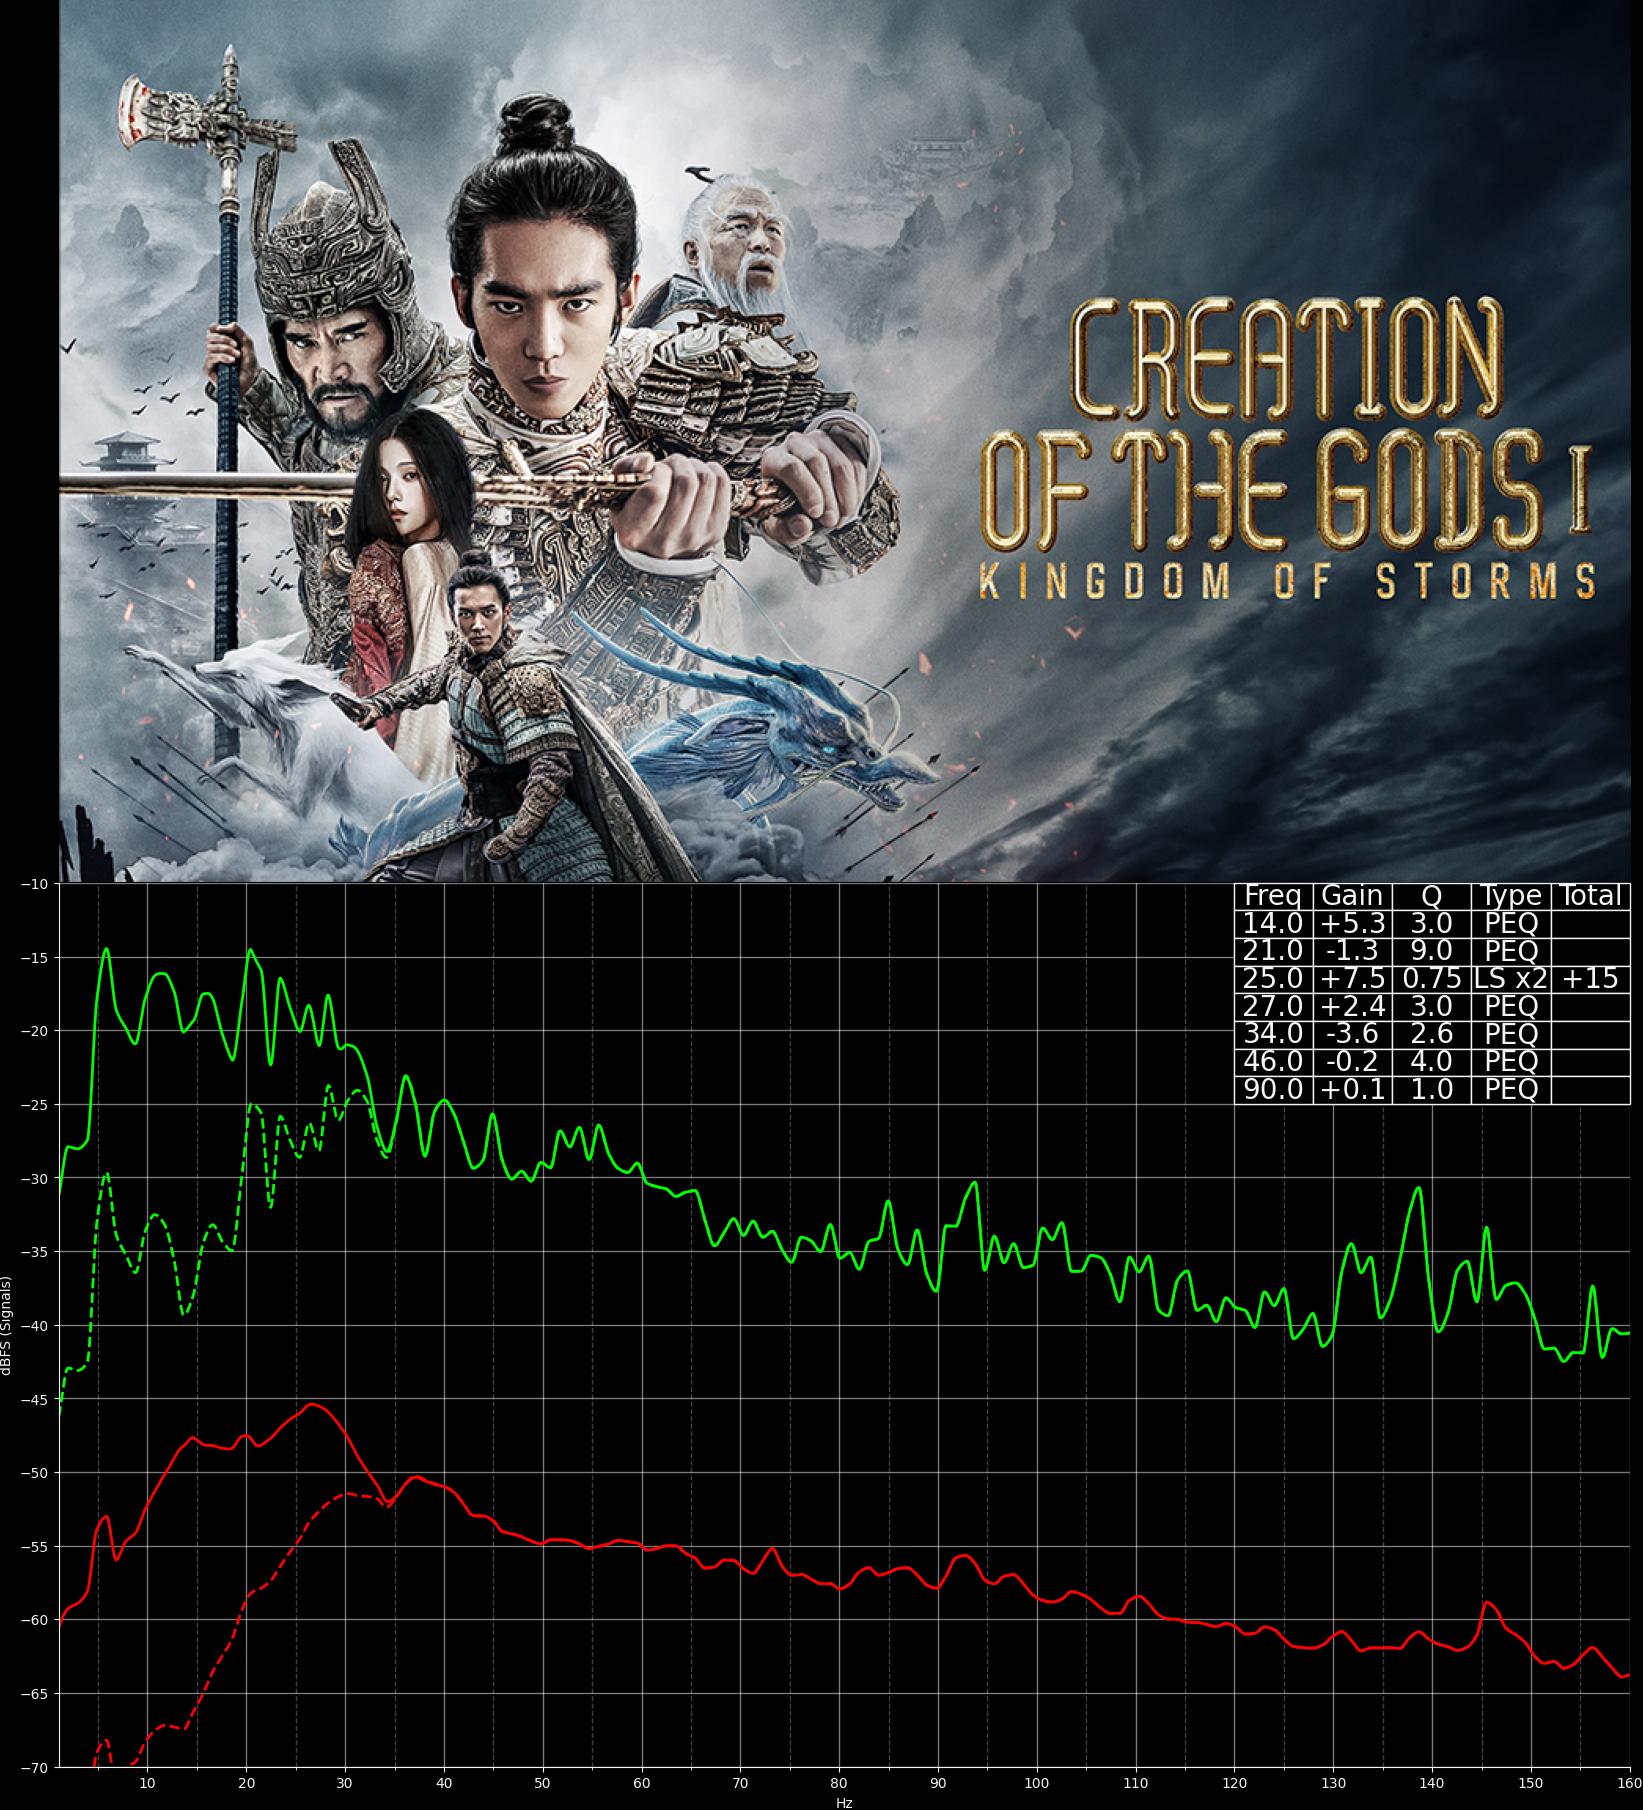 CREATION
OF THE GODS I
KINGDOM OF STORMS
Freq Gain Q Type Total
14.0 +5.3 3.0 PEQ
21.0 -1.3 9.0 PEQ
25.0 +7.5 0.75 LS x2 +15
27.0 +2.4 3.0 PEQ
34.0 -3.6 2.6 PEQ
46.0 -0.2 4.0 PEQ
90.0 +0.1 1.0 PEQ
−10
−15
−20
−25
−30
−35
−40
−45
−50
−55
−60
−65
−70
dBFS (Signals)
10 20 30 40 50 60 70 80 90 100 110 120 130 140 150 160
Hz